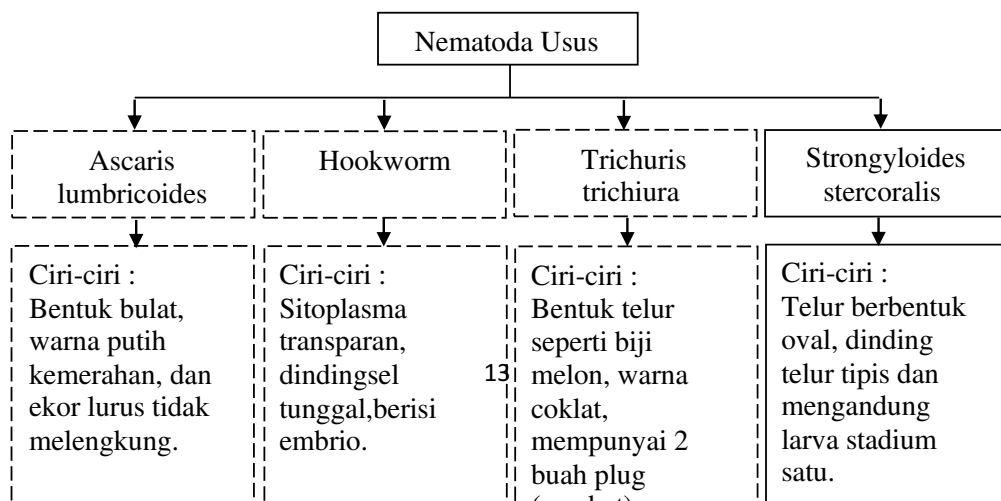 Nematoda Usus
Ascaris
lumbricoides
Hookworm
Trichuris
trichiura
Strongyloides
stercoralis
Ciri-ciri :
Bentuk bulat,
warna putih
kemerahan, dan
ekor lurus tidak
melengkung.
Ciri-ciri :
Sitoplasma
transparan,
dindingsel
tunggal,berisi
embrio.
13
Ciri-ciri :
Bentuk telur
seperti biji
melon, warna
coklat,
mempunyai 2
buah plug
Ciri-ciri :
Telur berbentuk
oval, dinding
telur tipis dan
mengandung
larva stadium
satu.